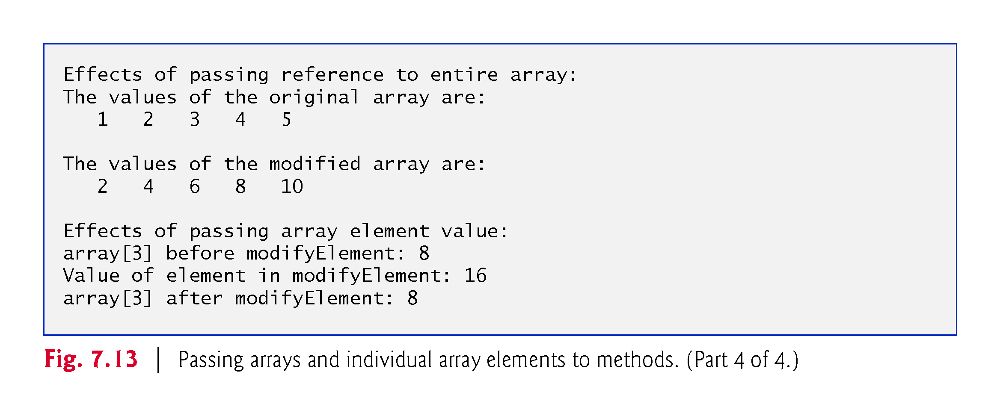 Effects of passing reference to entire array:
The values of the original array are:
   1   2   3   4   5
The values of the modified array are:
   2   4   6   8   10
Effects of passing array element value:
array[3] before modifyElement: 8
Value of element in modifyElement: 16
array[3] after modifyElement: 8
Fig. 7.13 | Passing arrays and individual array elements to methods. (Part 4 of 4.)